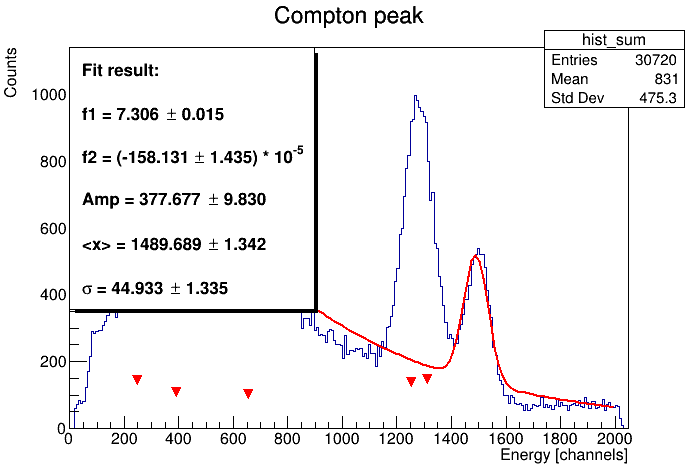 Compton peak
Counts
hist_sum
Entries 30720
Mean 831
Std Dev 475.3
Fit result:
f1 = 7.306 ± 0.015
f2 = (-158.131 ± 1.435) * 10^-5
Amp = 377.677 ± 9.830
<x> = 1489.689 ± 1.342
σ = 44.933 ± 1.335
1000
800
600
400
200
0
0 200 400 600 800 1000 1200 1400 1600 1800 2000
Energy [channels]